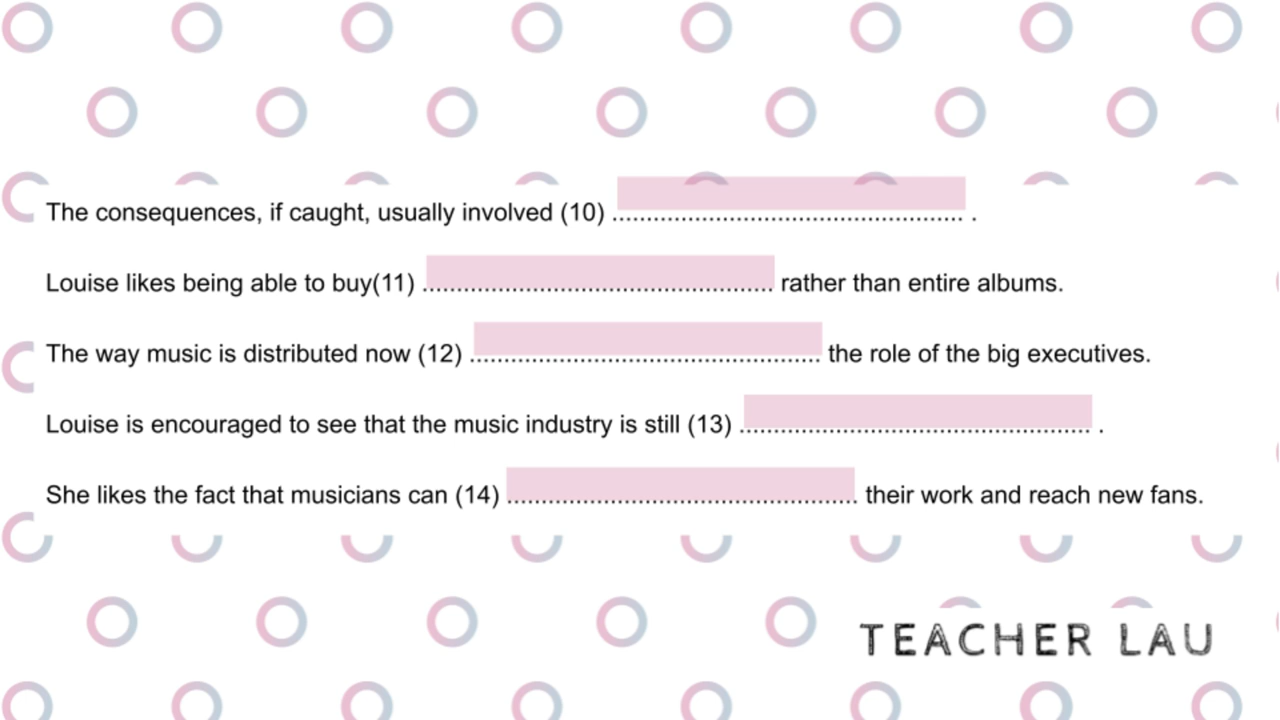 The consequences, if caught, usually involved (10) .................................................... .
Louise likes being able to buy(11) .................................................... rather than entire albums.
The way music is distributed now (12) .................................................... the role of the big executives.
Louise is encouraged to see that the music industry is still (13) .................................................... .
She likes the fact that musicians can (14) .................................................... their work and reach new fans.
TEACHER LAU